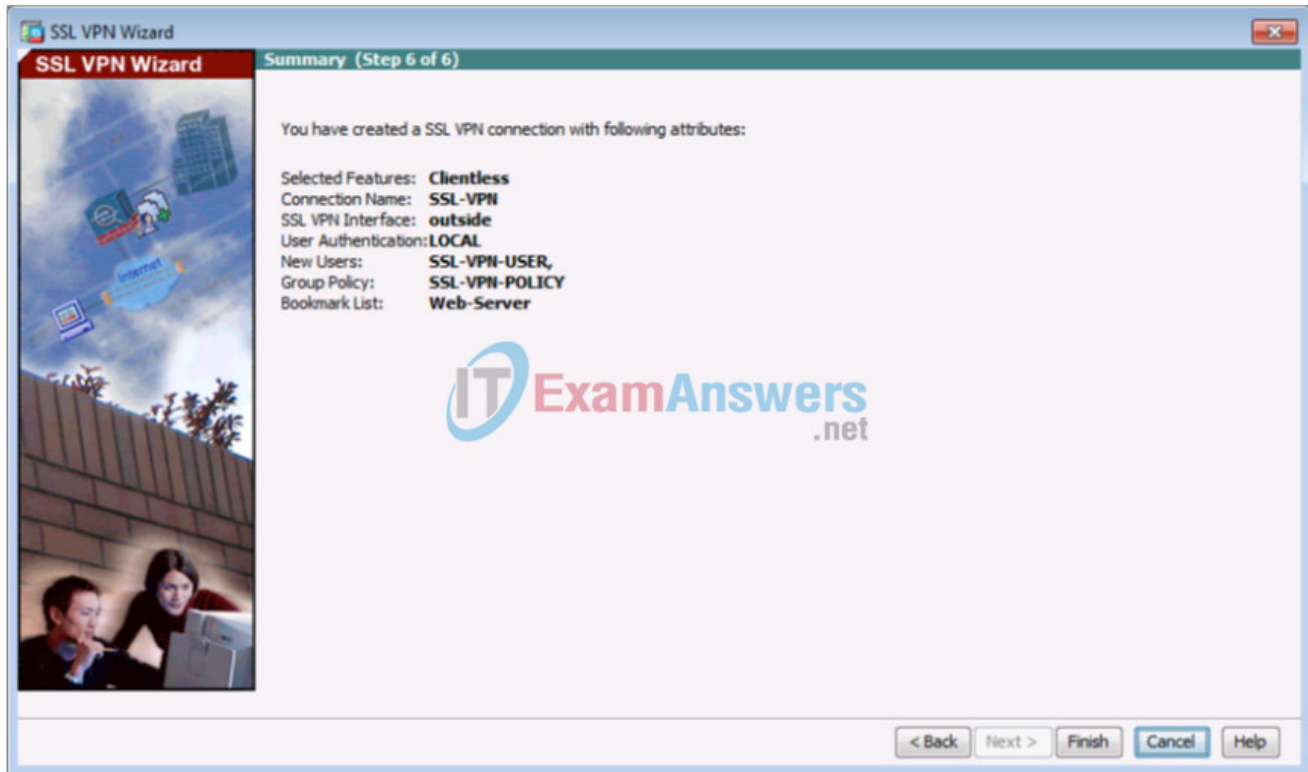 SSL VPN Wizard
SSL VPN Wizard
Summary (Step 6 of 6)
You have created a SSL VPN connection with following attributes:
Selected Features: Clientless
Connection Name: SSL-VPN
SSL VPN Interface: outside
User Authentication: LOCAL
New Users: SSL-VPN-USER,
Group Policy: SSL-VPN-POLICY
Bookmark List: Web-Server
Internet
IT ExamAnswers
.net
< Back Next > Finish Cancel Help